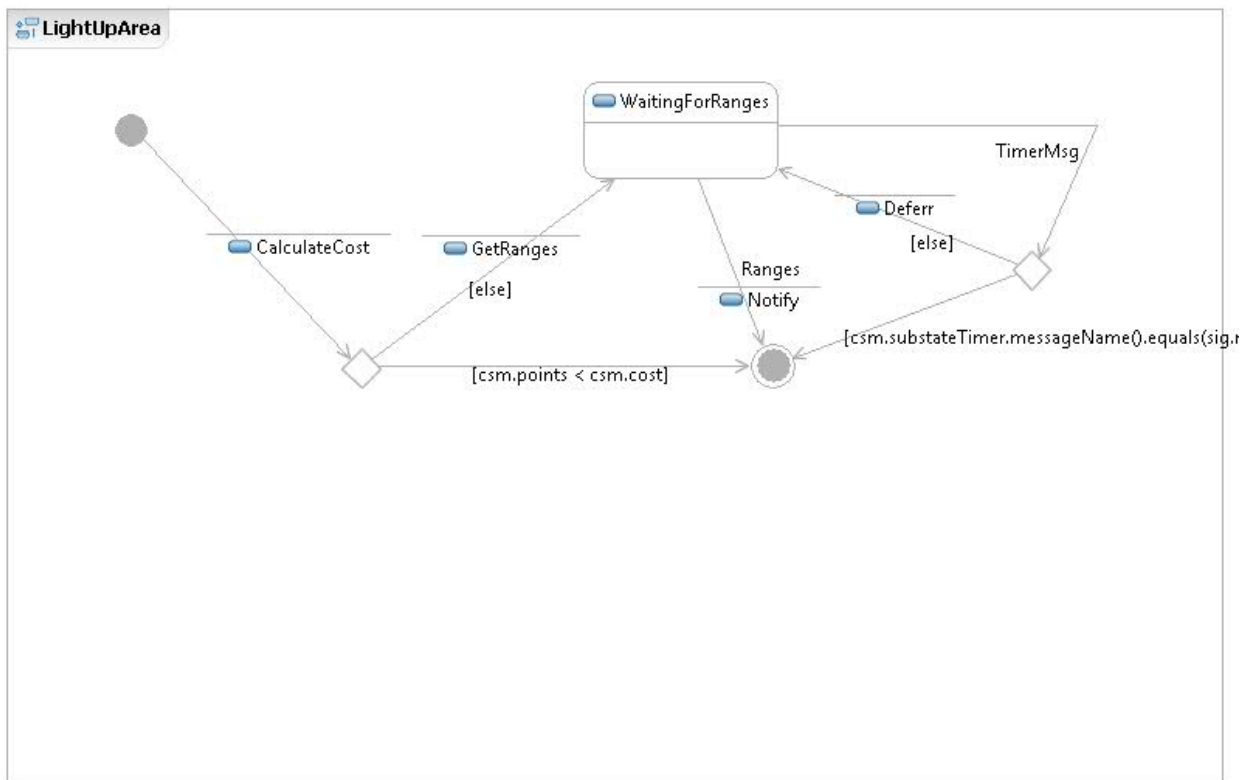 LightUpArea
WaitingForRanges
TimerMsg
Deferr
[else]
CalculateCost
GetRanges
[else]
Ranges
Notify
[csm.substateTimer.messageName().equals(sig.
[csm.points < csm.cost]